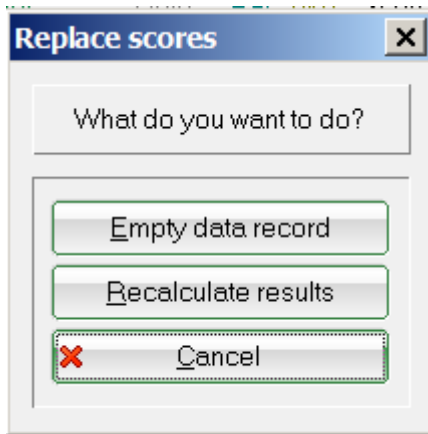 Replace scores
What do you want to do?
Empty data record
Recalculate results
Cancel